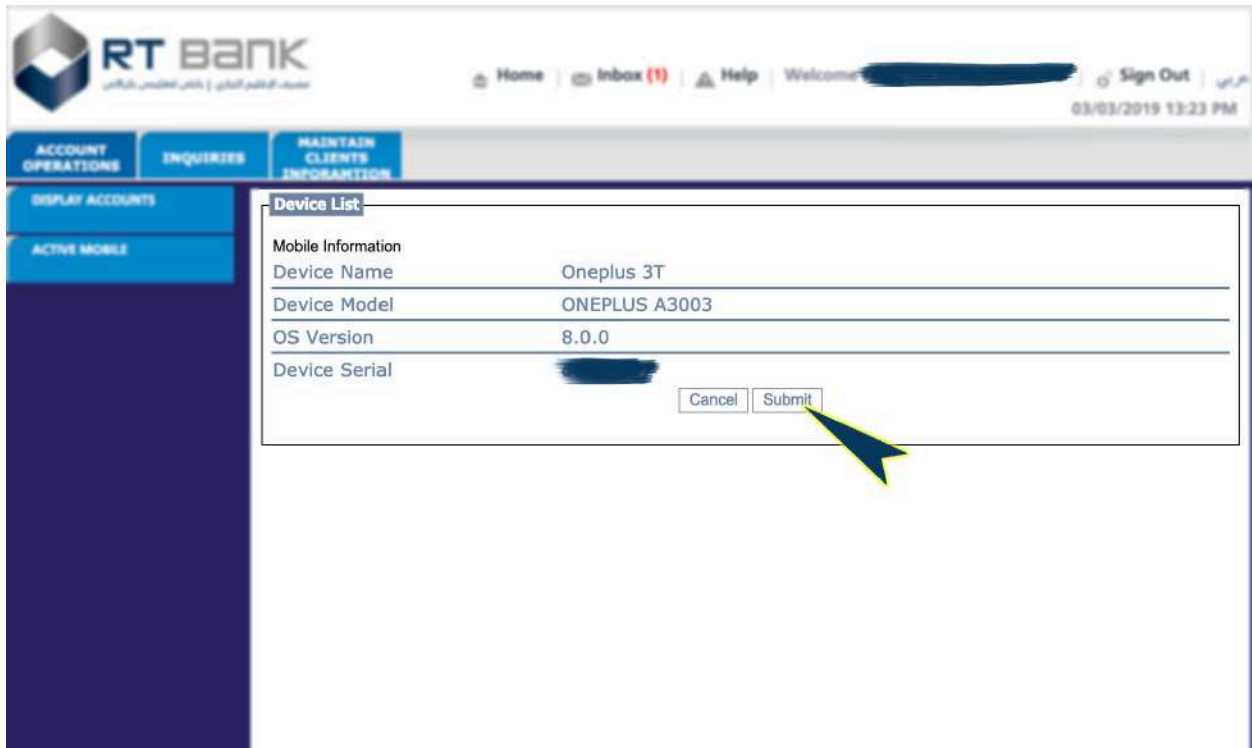 RT BANK
Home
Inbox (1)
Help
Welcome
Sign Out
عربي
03/03/2019 13:23 PM
ACCOUNT
OPERATIONS
INQUIRIES
MAINTAIN
CLIENTS
INFORAMTION
DISPLAY ACCOUNTS
ACTIVE MOBILE
Device List
Mobile Information
Device Name Oneplus 3T
Device Model ONEPLUS A3003
OS Version 8.0.0
Device Serial
Cancel Submit